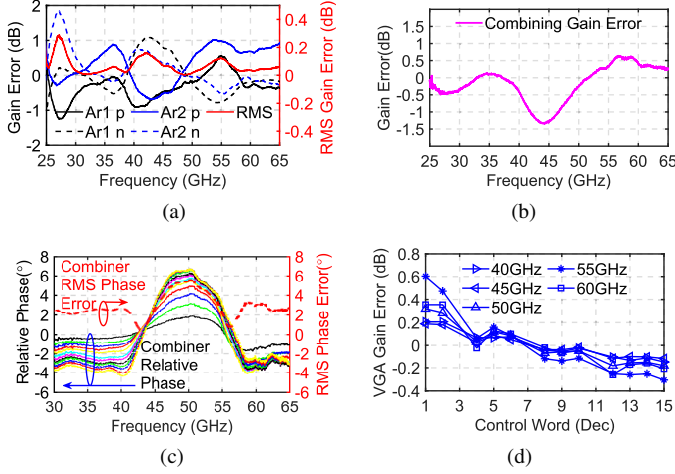 2
1
0
-1
-2
0.4
0.2
0
-0.2
-0.4
Gain Error (dB)
RMS Gain Error (dB)
Ar1 p
Ar2 p
RMS
Ar1 n
Ar2 n
25 30 35 40 45 50 55 60 65
Frequency (GHz)
(a)
Combining Gain Error
1.5
1
0.5
0
-0.5
-1
-1.5
Gain Error (dB)
25 35 45 55 65
Frequency (GHz)
(b)
8
6
4
2
0
-2
-4
-6
Relative Phase(°)
8
6
4
2
0
-2
-4
-6
RMS Phase Error(°)
Combiner
RMS Phase
Error
Combiner
Relative
Phase
30 35 40 45 50 55 60 65
Frequency (GHz)
(c)
0.8
0.6
0.4
0.2
0
-0.2
-0.4
VGA Gain Error (dB)
40GHz
55GHz
45GHz
60GHz
50GHz
1 3 5 7 9 11 13 15
Control Word (Dec)
(d)